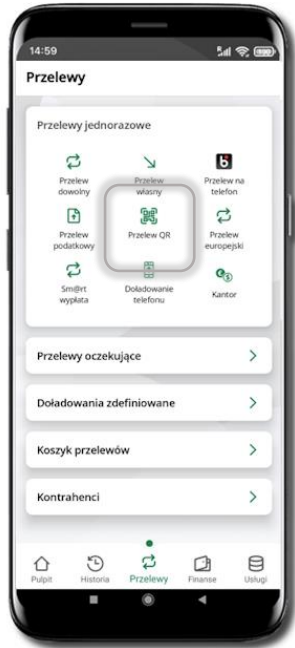 14:59
Przelewy
Przelewy jednorazowe
Przelew
dowolny
Przelew
własny
Przelew na
telefon
Przelew
podatkowy
Przelew QR
Przelew
europejski
Sm@rt
wypłata
Doładowanie
telefonu
Kantor
Przelewy oczekujące
Doładowania zdefiniowane
Koszyk przelewów
Kontrahenci
Pulpit
Historia
Przelewy
Finanse
Usługi